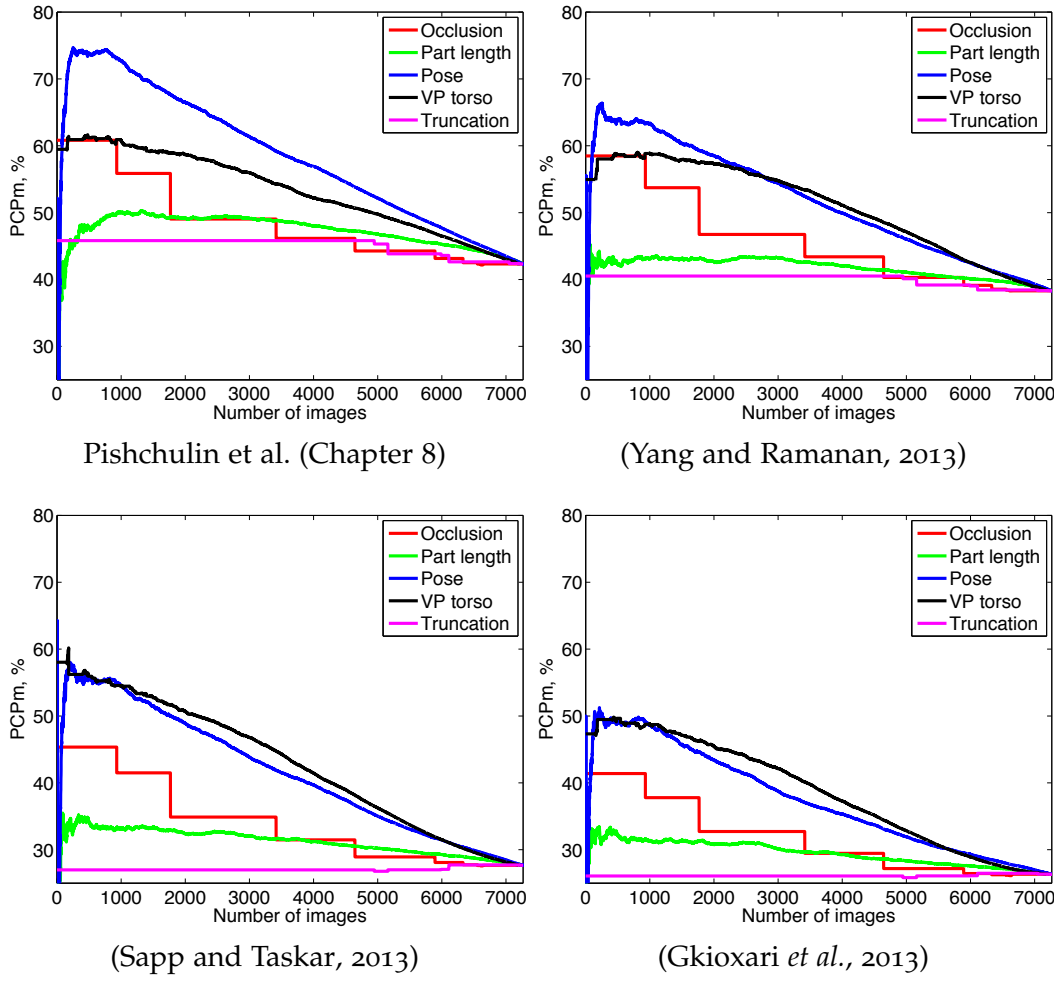 80
70
60
50
40
30
PCPm, %
0 1000 2000 3000 4000 5000 6000 7000
Number of images
Occlusion
Part length
Pose
VP torso
Truncation
Pishchulin et al. (Chapter 8)
80
70
60
50
40
30
PCPm, %
0 1000 2000 3000 4000 5000 6000 7000
Number of images
Occlusion
Part length
Pose
VP torso
Truncation
(Yang and Ramanan, 2013)
80
70
60
50
40
30
PCPm, %
0 1000 2000 3000 4000 5000 6000 7000
Number of images
Occlusion
Part length
Pose
VP torso
Truncation
(Sapp and Taskar, 2013)
80
70
60
50
40
30
PCPm, %
0 1000 2000 3000 4000 5000 6000 7000
Number of images
Occlusion
Part length
Pose
VP torso
Truncation
(Gkioxari et al., 2013)